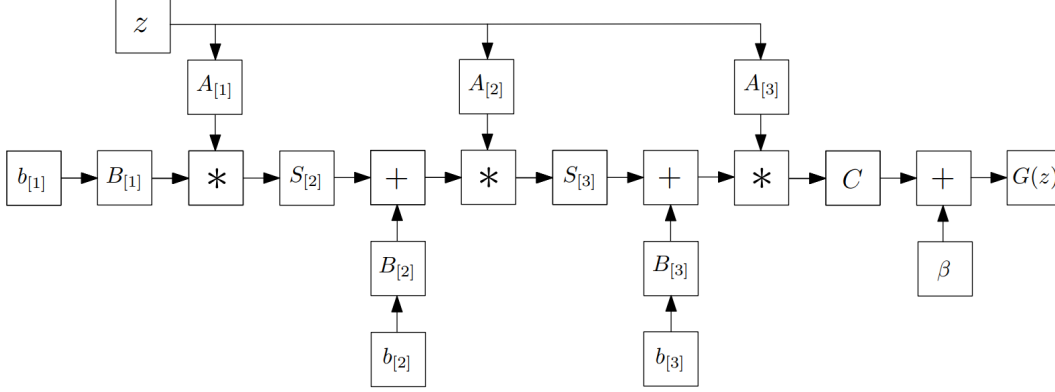 z
A[1] A[2] A[3]
b[1] B[1] * S[2] + * S[3] + * C + G(z)
B[2] B[3] β
b[2] b[3]